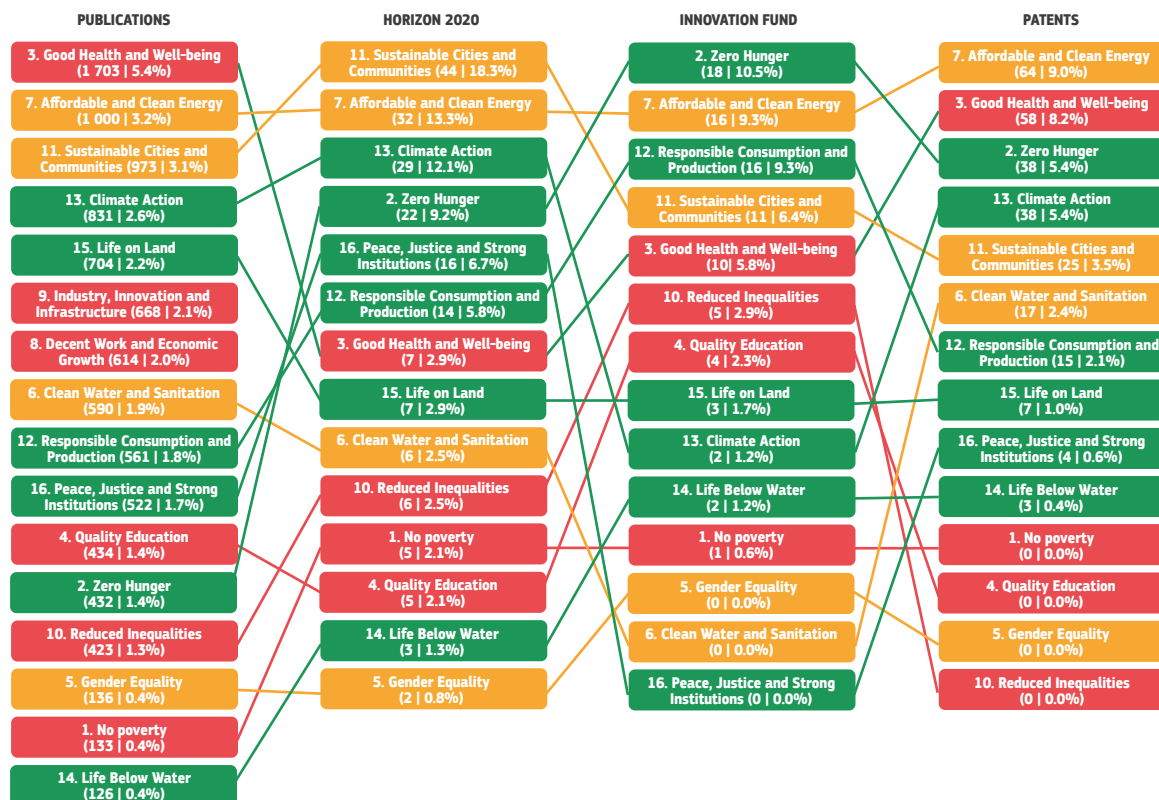 PUBLICATIONS
3. Good Health and Well-being
(1 703 | 5.4%)
7. Affordable and Clean Energy
(1 000 | 3.2%)
11. Sustainable Cities and
Communities (973 | 3.1%)
13. Climate Action
(831 | 2.6%)
15. Life on Land
(704 | 2.2%)
9. Industry, Innovation and
Infrastructure (668 | 2.1%)
8. Decent Work and Economic
Growth (614 | 2.0%)
6. Clean Water and Sanitation
(590 | 1.9%)
12. Responsible Consumption and
Production (561 | 1.8%)
16. Peace, Justice and Strong
Institutions (522 | 1.7%)
4. Quality Education
(434 | 1.4%)
2. Zero Hunger
(432 | 1.4%)
10. Reduced Inequalities
(423 | 1.3%)
5. Gender Equality
(136 | 0.4%)
1. No poverty
(133 | 0.4%)
14. Life Below Water
(126 | 0.4%)
HORIZON 2020
11. Sustainable Cities and
Communities (44 | 18.3%)
7. Affordable and Clean Energy
(32 | 13.3%)
13. Climate Action
(29 | 12.1%)
2. Zero Hunger
(22 | 9.2%)
16. Peace, Justice and Strong
Institutions (16 | 6.7%)
12. Responsible Consumption and
Production (14 | 5.8%)
3. Good Health and Well-being
(7 | 2.9%)
15. Life on Land
(7 | 2.9%)
6. Clean Water and Sanitation
(6 | 2.5%)
10. Reduced Inequalities
(6 | 2.5%)
1. No poverty
(5 | 2.1%)
4. Quality Education
(5 | 2.1%)
14. Life Below Water
(3 | 1.3%)
5. Gender Equality
(2 | 0.8%)
INNOVATION FUND
2. Zero Hunger
(18 | 10.5%)
7. Affordable and Clean Energy
(16 | 9.3%)
12. Responsible Consumption and
Production (16 | 9.3%)
11. Sustainable Cities and
Communities (11 | 6.4%)
3. Good Health and Well-being
(10| 5.8%)
10. Reduced Inequalities
(5 | 2.9%)
4. Quality Education
(4 | 2.3%)
15. Life on Land
(3 | 1.7%)
13. Climate Action
(2 | 1.2%)
14. Life Below Water
(2 | 1.2%)
1. No poverty
(1 | 0.6%)
5. Gender Equality
(0 | 0.0%)
6. Clean Water and Sanitation
(0 | 0.0%)
16. Peace, Justice and Strong
Institutions (0 | 0.0%)
PATENTS
7. Affordable and Clean Energy
(64 | 9.0%)
3. Good Health and Well-being
(58 | 8.2%)
2. Zero Hunger
(38 | 5.4%)
13. Climate Action
(38 | 5.4%)
11. Sustainable Cities and
Communities (25 | 3.5%)
6. Clean Water and Sanitation
(17 | 2.4%)
12. Responsible Consumption and
Production (15 | 2.1%)
15. Life on Land
(7 | 1.0%)
16. Peace, Justice and Strong
Institutions (4 | 0.6%)
14. Life Below Water
(3 | 0.4%)
1. No poverty
(0 | 0.0%)
4. Quality Education
(0 | 0.0%)
5. Gender Equality
(0 | 0.0%)
10. Reduced Inequalities
(0 | 0.0%)